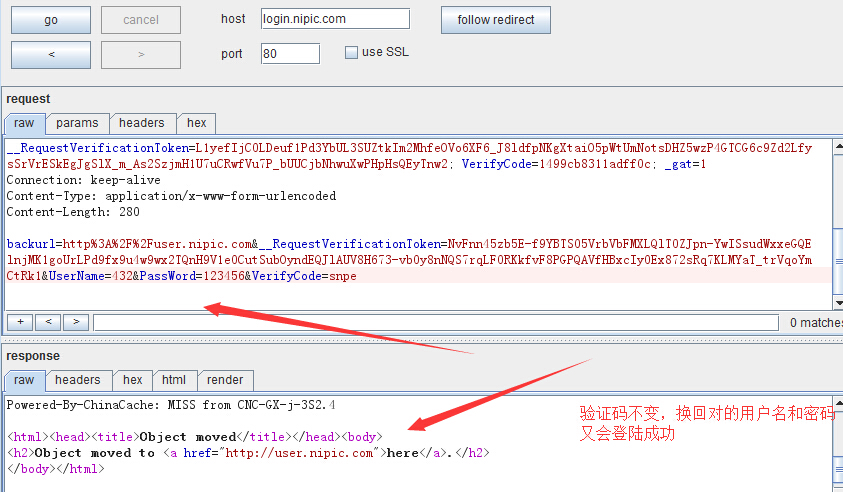 go
cancel
host
login.nipic.com
follow redirect
<
>
port
80
use SSL
request
raw
params
headers
hex
__RequestVerificationToken=L1yefIjC0LDeuf1Pd3YbUL3SUZtkIm2MhfeOVo6XF6_J8ldfpNKgXtaiO5pWtUmNotsDHZ5wzP4GTCG6c9Zd2Lfy
sSrVrESkEgJgSlX_m_As2SzjmH1U7uCRwfVu7P_bUUCjbNhwuXwPHpHsQEyTnw2; VerifyCode=1499cb8311adff0c; _gat=1
Connection: keep-alive
Content-Type: application/x-www-form-urlencoded
Content-Length: 280
backurl=http%3A%2F%2Fuser.nipic.com&__RequestVerificationToken=NvFnn45zb5E-f9YBTS05VrbVbFMXLQlT0ZJpn-YwISsudWxxeGQE
lnjMK1goUrLPd9fx9u4w9wx2TQnH9V1e0CutSubOyndEQJlAUV8H673-vb0y8nNQS7rqLF0RKkfvF8PGPQAVfHBxcIy0Ex872sRq7KLMYaT_trVqoYm
CtRk1&UserName=432&PassWord=123456&VerifyCode=snpe
+
<
>
0 matches
response
raw
headers
hex
html
render
Powered-By-ChinaCache: MISS from CNC-GX-j-3S2.4
<html><head><title>Object moved</title></head><body>
<h2>Object moved to <a href="http://user.nipic.com">here</a>.</h2>
</body></html>
验证码不变，换回对的用户名和密码
又会登陆成功